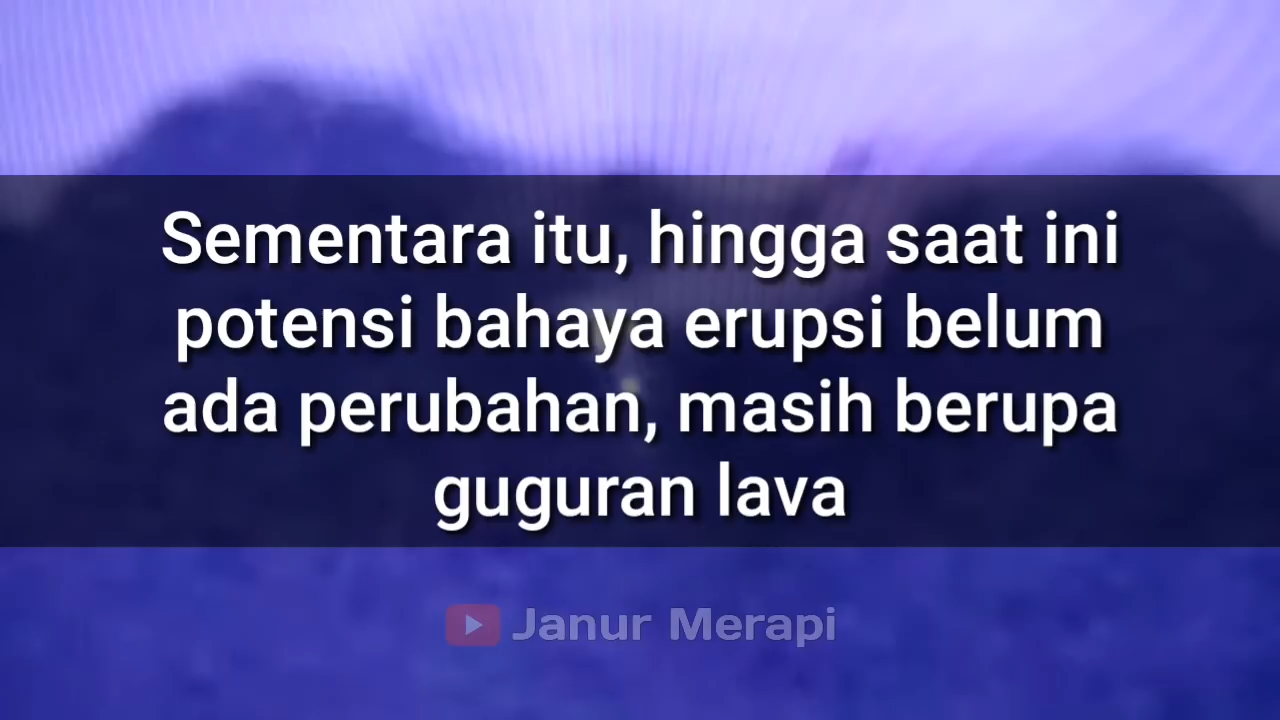 Sementara itu, hingga saat ini
potensi bahaya erupsi belum
ada perubahan, masih berupa
guguran lava
Janur Merapi